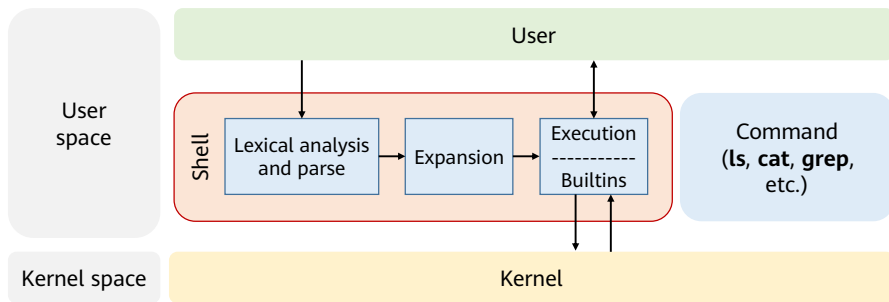 User
User
space
Shell
Lexical analysis
and parse
Expansion
Execution
Builtins
Command
(ls, cat, grep,
etc.)
Kernel space
Kernel